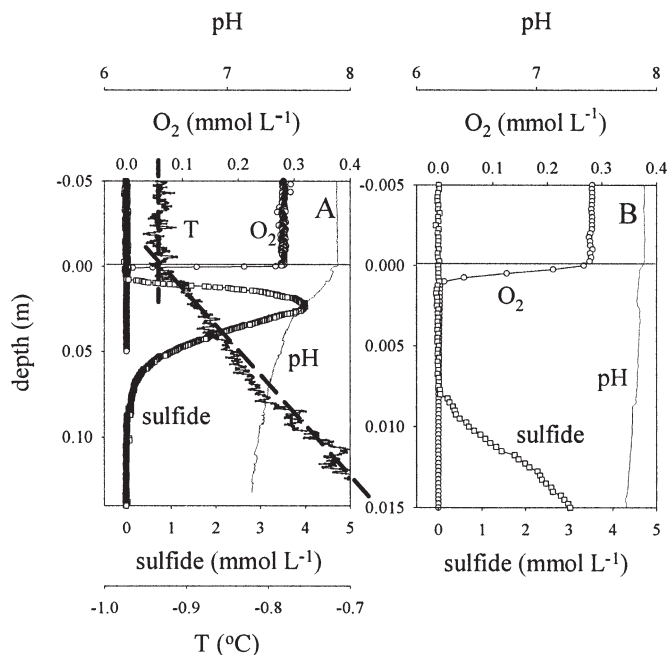 pH
pH
6 7 8
6 7 8
O₂ (mmol L⁻¹)
O₂ (mmol L⁻¹)
0.0 0.1 0.2 0.3 0.4
0.0 0.1 0.2 0.3 0.4
-0.05
0.00
0.05
0.10
depth (m)
A
T
O₂
pH
sulfide
-0.005
0.000
0.005
0.010
0.015
B
O₂
pH
sulfide
0 1 2 3 4 5
0 1 2 3 4 5
sulfide (mmol L⁻¹)
sulfide (mmol L⁻¹)
-1.0 -0.9 -0.8 -0.7
T (°C)